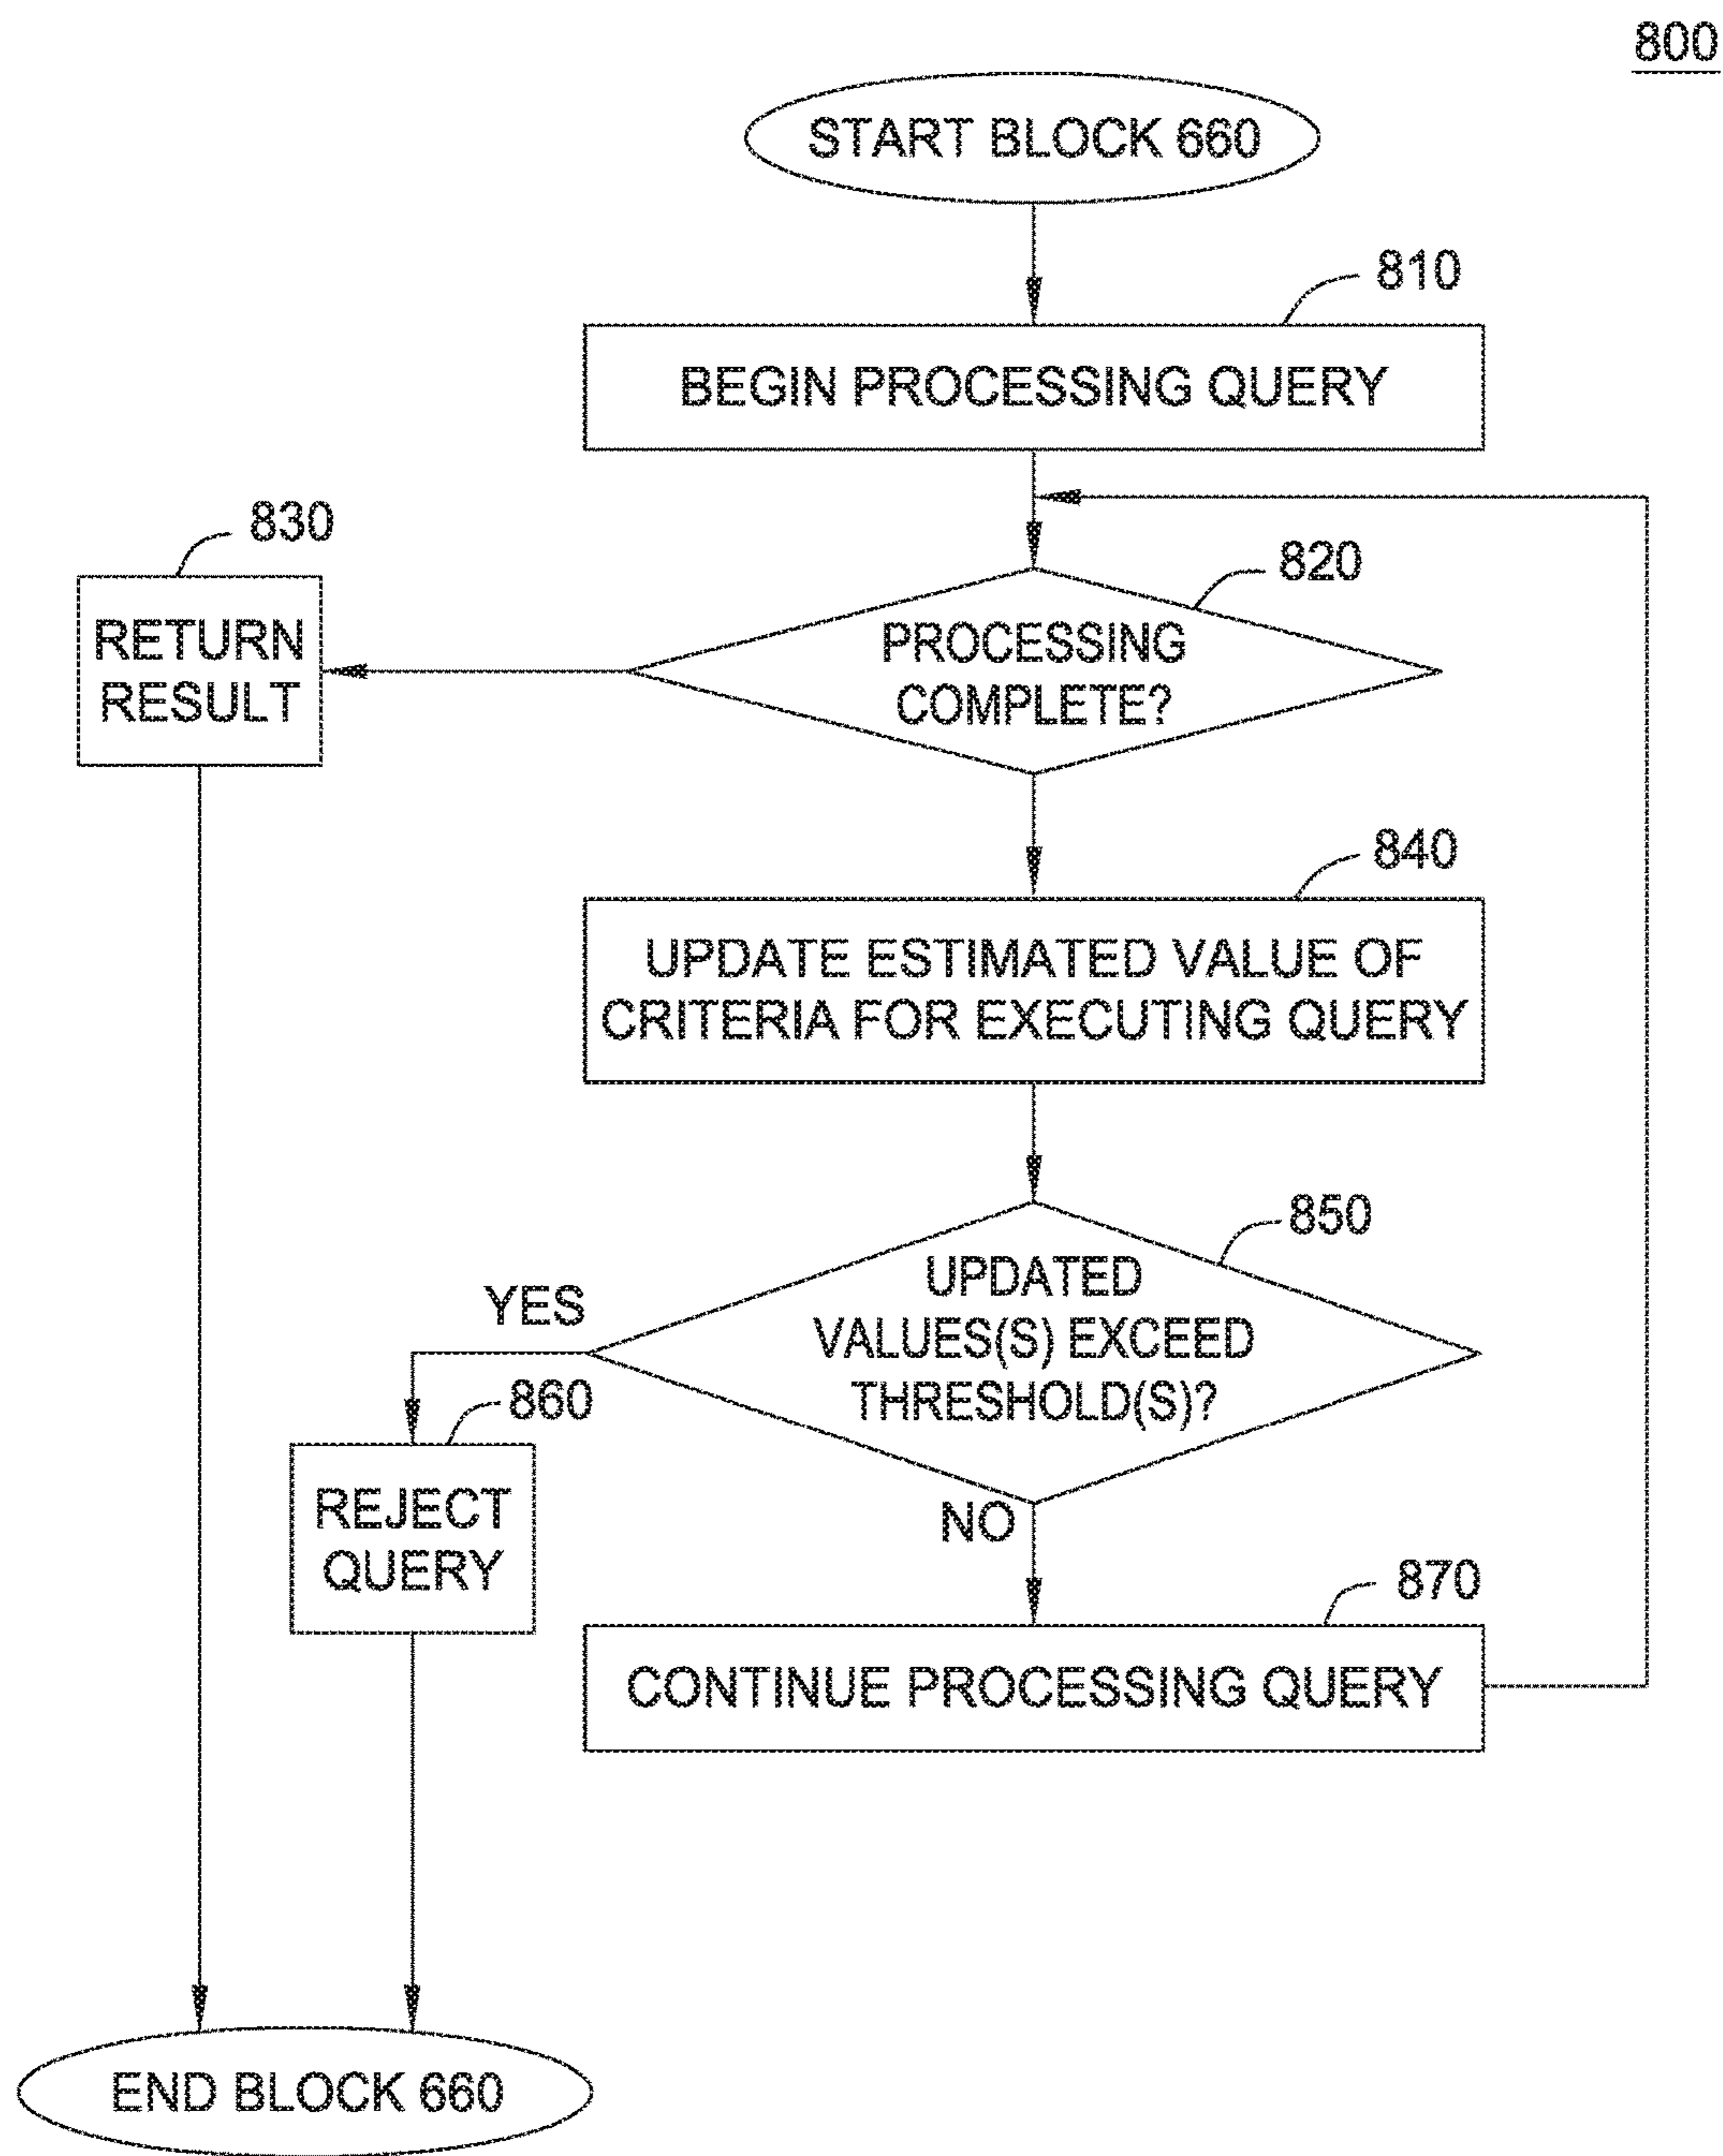 800
START BLOCK 660
810
BEGIN PROCESSING QUERY
830
820
RETURN
RESULT
PROCESSING
COMPLETE?
840
UPDATE ESTIMATED VALUE OF
CRITERIA FOR EXECUTING QUERY
850
YES
UPDATED
VALUES(S) EXCEED
THRESHOLD(S)?
860
REJECT
QUERY
NO
870
CONTINUE PROCESSING QUERY
END BLOCK 660